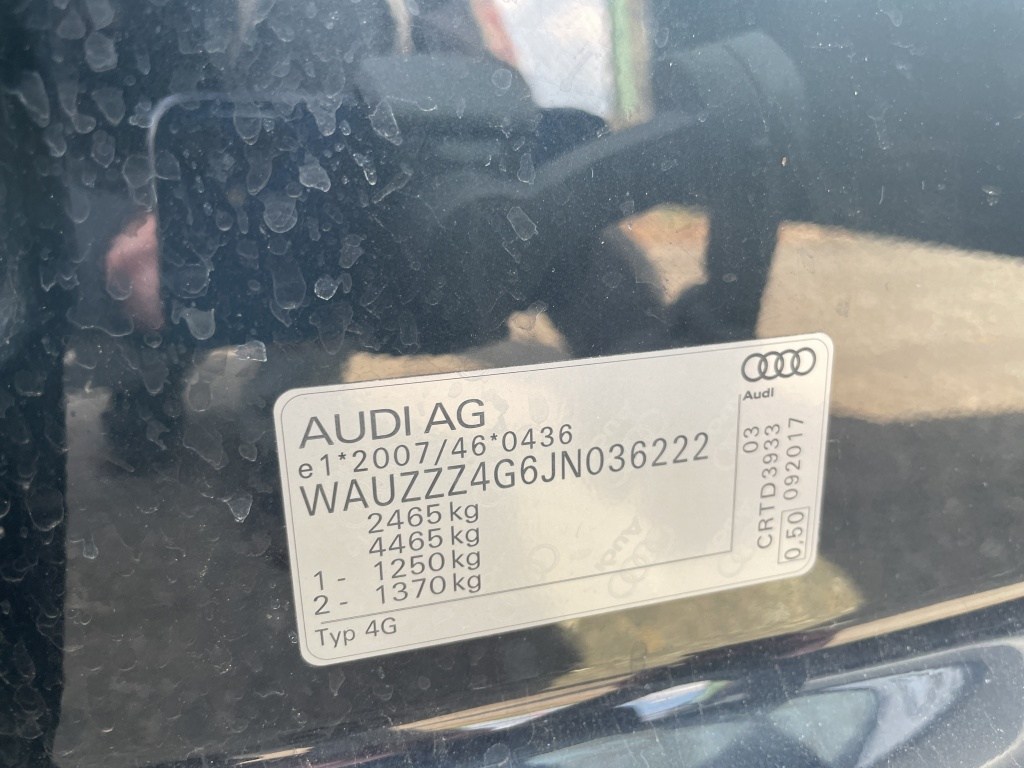 AUDI AG
e1*2007/46*0436
WAUZZZ4G6JN036222
2465 kg
4465 kg
1 - 1250 kg
2 - 1370 kg
Typ 4G
Audi
03
CRTD3933
0.50 092017